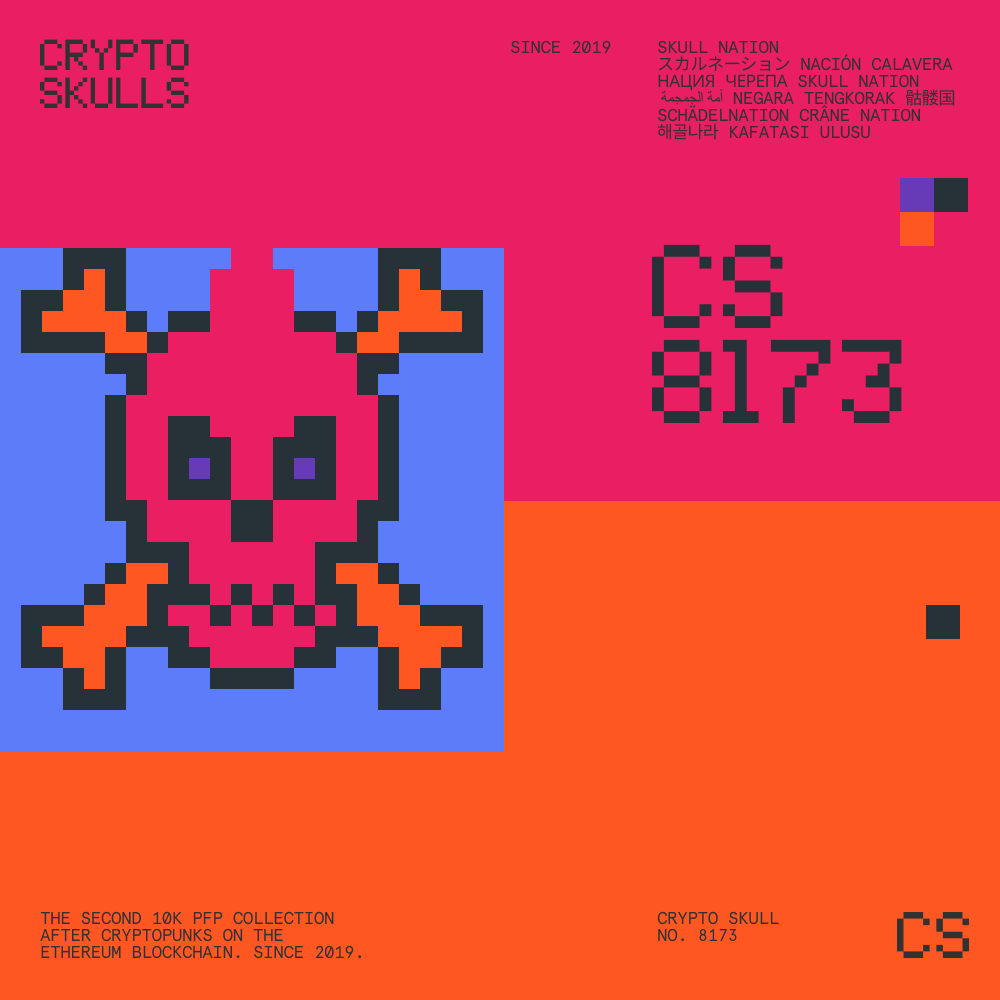 CRYPTO
SKULLS
SINCE 2019
SKULL NATION
スカルネーション NACIÓN CALAVERA
НАЦИЯ ЧЕРЕПА SKULL NATION
أمة الجمجمة NEGARA TENGKORAK 骷髅国
SCHÄDELNATION CRÂNE NATION
해골나라 KAFATASI ULUSU
CS
8173
THE SECOND 10K PFP COLLECTION
AFTER CRYPTOPUNKS ON THE
ETHEREUM BLOCKCHAIN. SINCE 2019.
CRYPTO SKULL
NO. 8173
CS